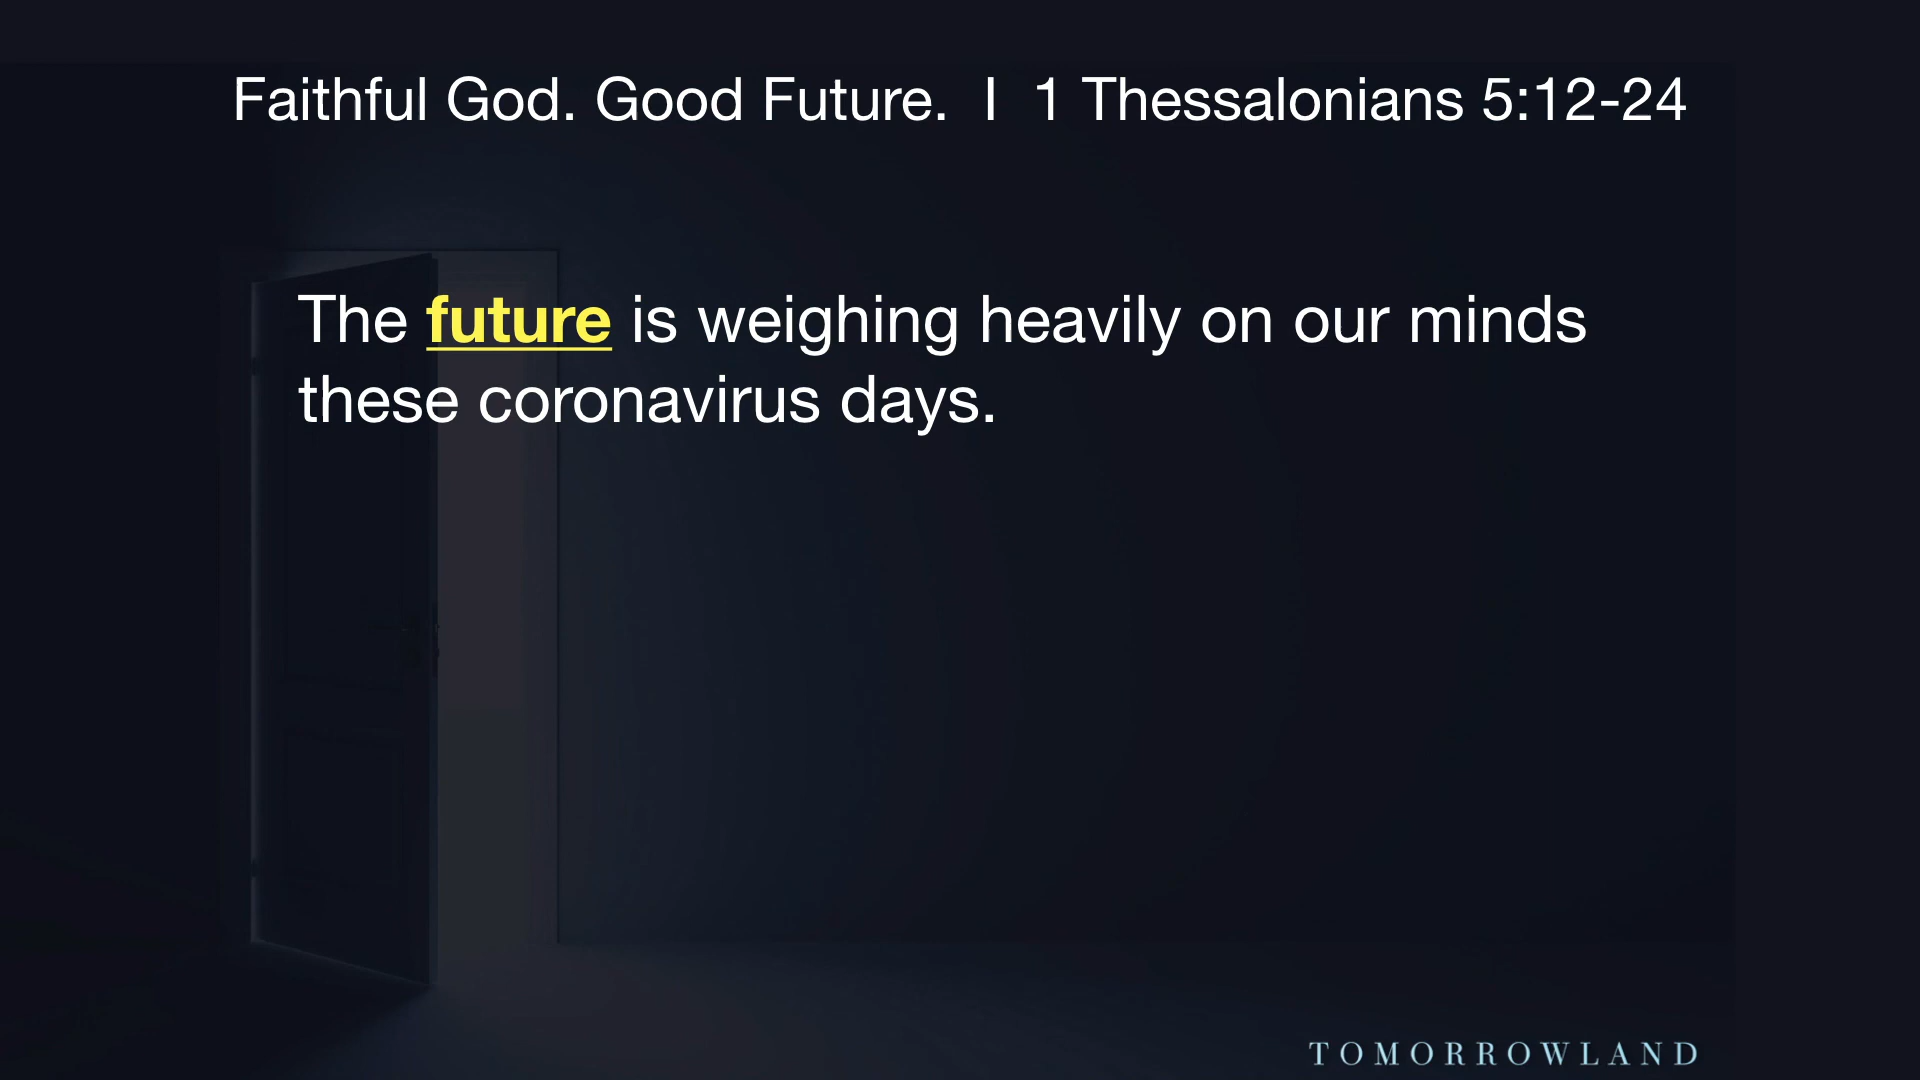 Faithful God. Good Future. I 1 Thessalonians 5:12-24
The future is weighing heavily on our minds
these coronavirus days.
TOMORROWLAND